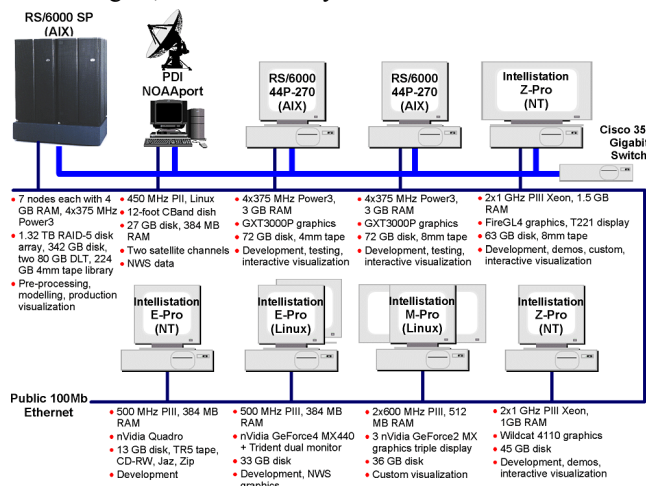 RS/6000 SP
(AIX)
PDI
NOAAport
RS/6000
44P-270
(AIX)
RS/6000
44P-270
(AIX)
Intellistation
Z-Pro
(NT)
Cisco 35
Gigabit
Switch
• 7 nodes each with 4
GB RAM, 4x375 MHz
Power3
• 1.32 TB RAID-5 disk
array, 342 GB disk,
two 80 GB DLT, 224
GB 4mm tape library
• Pre-processing,
modelling, production
visualization
• 450 MHz PII, Linux
• 12-foot CBand dish
• 27 GB disk, 384 MB
RAM
• Two satellite channels
• NWS data
• 4x375 MHz Power3,
3 GB RAM
• GXT3000P graphics
• 72 GB disk, 4mm tape
• Development, testing,
interactive visualization
• 4x375 MHz Power3,
3 GB RAM
• GXT3000P graphics
• 72 GB disk, 8mm tape
• Development, testing,
interactive visualization
• 2x1 GHz PIII Xeon, 1.5 GB
RAM
• FireGL4 graphics, T221 display
• 63 GB disk, 8mm tape
• Development, demos, custom,
interactive visualization
Intellistation
E-Pro
(NT)
Intellistation
E-Pro
(Linux)
Intellistation
M-Pro
(Linux)
Intellistation
Z-Pro
(NT)
Public 100Mb
Ethernet
• 500 MHz PIII, 384 MB
RAM
• nVidia Quadro
• 13 GB disk, TR5 tape,
CD-RW, Jaz, Zip
• Development
• 500 MHz PIII, 384 MB
RAM
• nVidia GeForce4 MX440
+ Trident dual monitor
• 33 GB disk
• Development, NWS
graphics
• 2x600 MHz PIII, 512
MB RAM
• 3 nVidia GeForce2 MX
graphics triple display
• 36 GB disk
• Custom visualization
• 2x1 GHz PIII Xeon,
1GB RAM
• Wildcat 4110 graphics
• 45 GB disk
• Development, demos,
interactive visualization